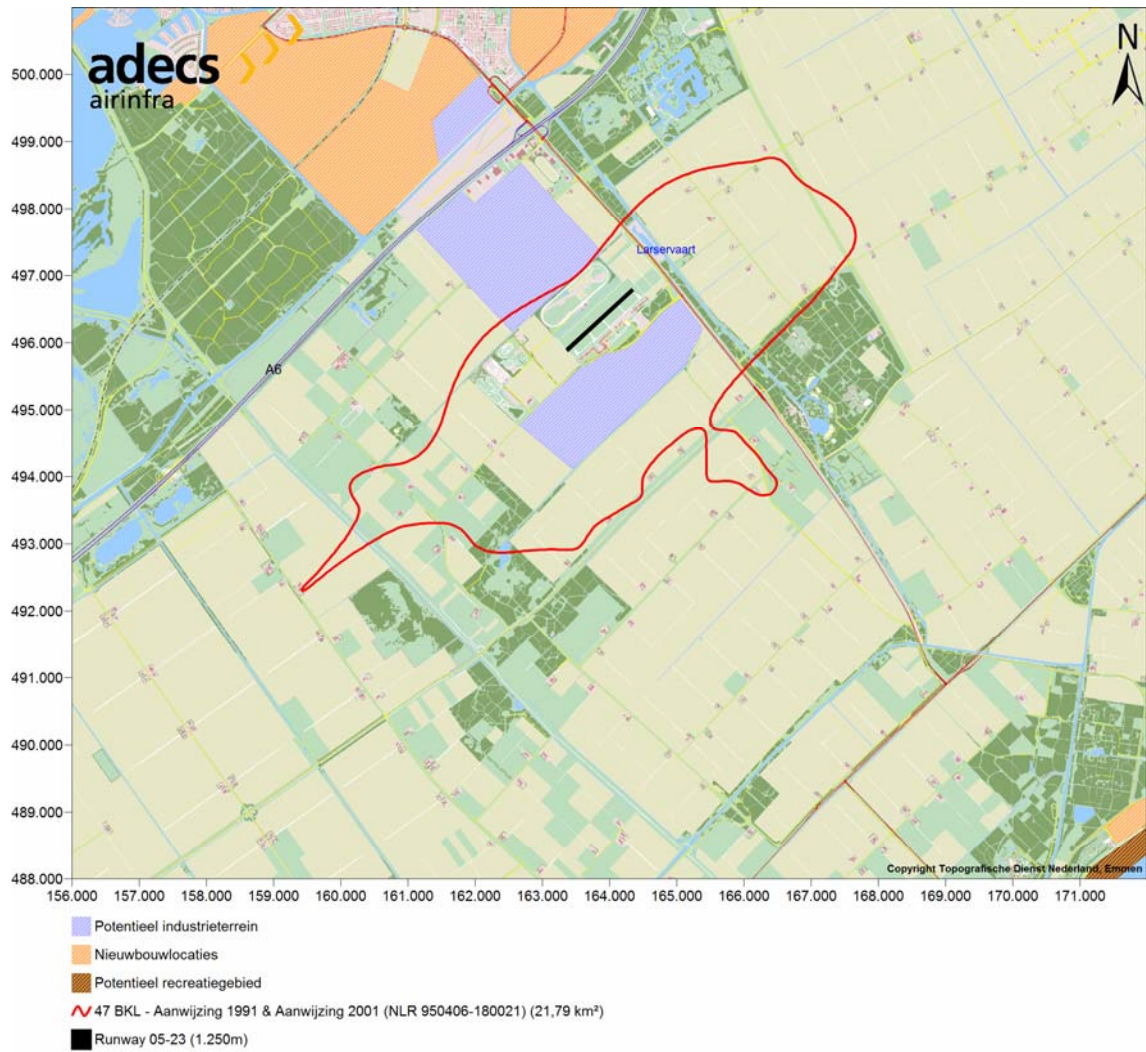 adecs
airinfra
N
500.000
499.000
498.000
497.000
496.000
495.000
494.000
493.000
492.000
491.000
490.000
489.000
488.000
Larservaart
A6
Copyright Topografische Dienst Nederland, Emmen
156.000 157.000 158.000 159.000 160.000 161.000 162.000 163.000 164.000 165.000 166.000 167.000 168.000 169.000 170.000 171.000
Potentieel industrieterrein
Nieuwbouwlocaties
Potentieel recreatiegebied
47 BKL - Aanwijzing 1991 & Aanwijzing 2001 (NLR 950406-180021) (21,79 km²)
Runway 05-23 (1.250m)